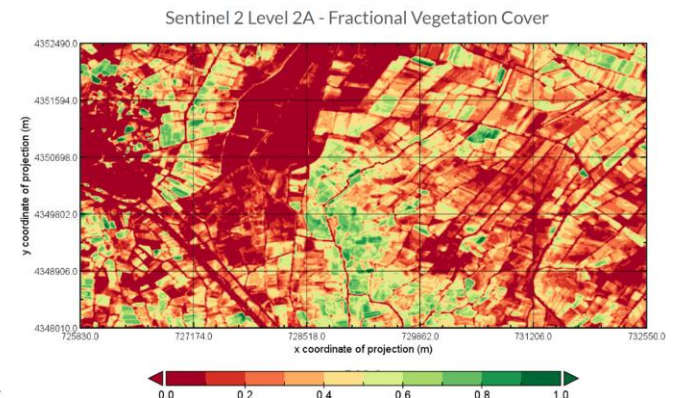 Sentinel 2 Level 2A - Fractional Vegetation Cover
4352490.0
4351594.0
4350698.0
4349802.0
4348906.0
4348010.0
y coordinate of projection (m)
725830.0 727174.0 728518.0 729862.0 731206.0 732550.0
x coordinate of projection (m)
0.0 0.2 0.4 0.6 0.8 1.0